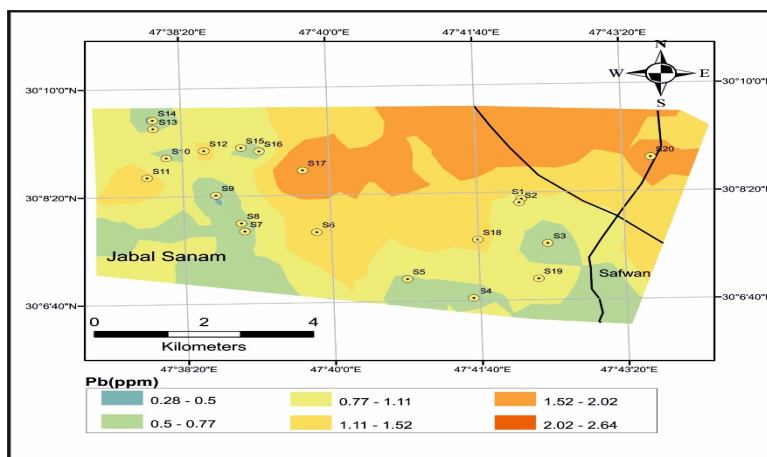 47°38'20"E 47°40'0"E 47°41'40"E 47°43'20"E
N
W E
S
30°10'0"N 30°10'0"N
S14
S13
S12 S15 S16
S10
S17 S20
S11
30°8'20"N 30°8'20"N
S9 S1
S2
S8
S7 S6 S18 S3
Jabal Sanam S5 S19 Safwan
S4
30°6'40"N 30°6'40"N
0 2 4
Kilometers
47°38'20"E 47°40'0"E 47°41'40"E 47°43'20"E
Pb(ppm)
0.28 - 0.5 0.77 - 1.11 1.52 - 2.02
0.5 - 0.77 1.11 - 1.52 2.02 - 2.64